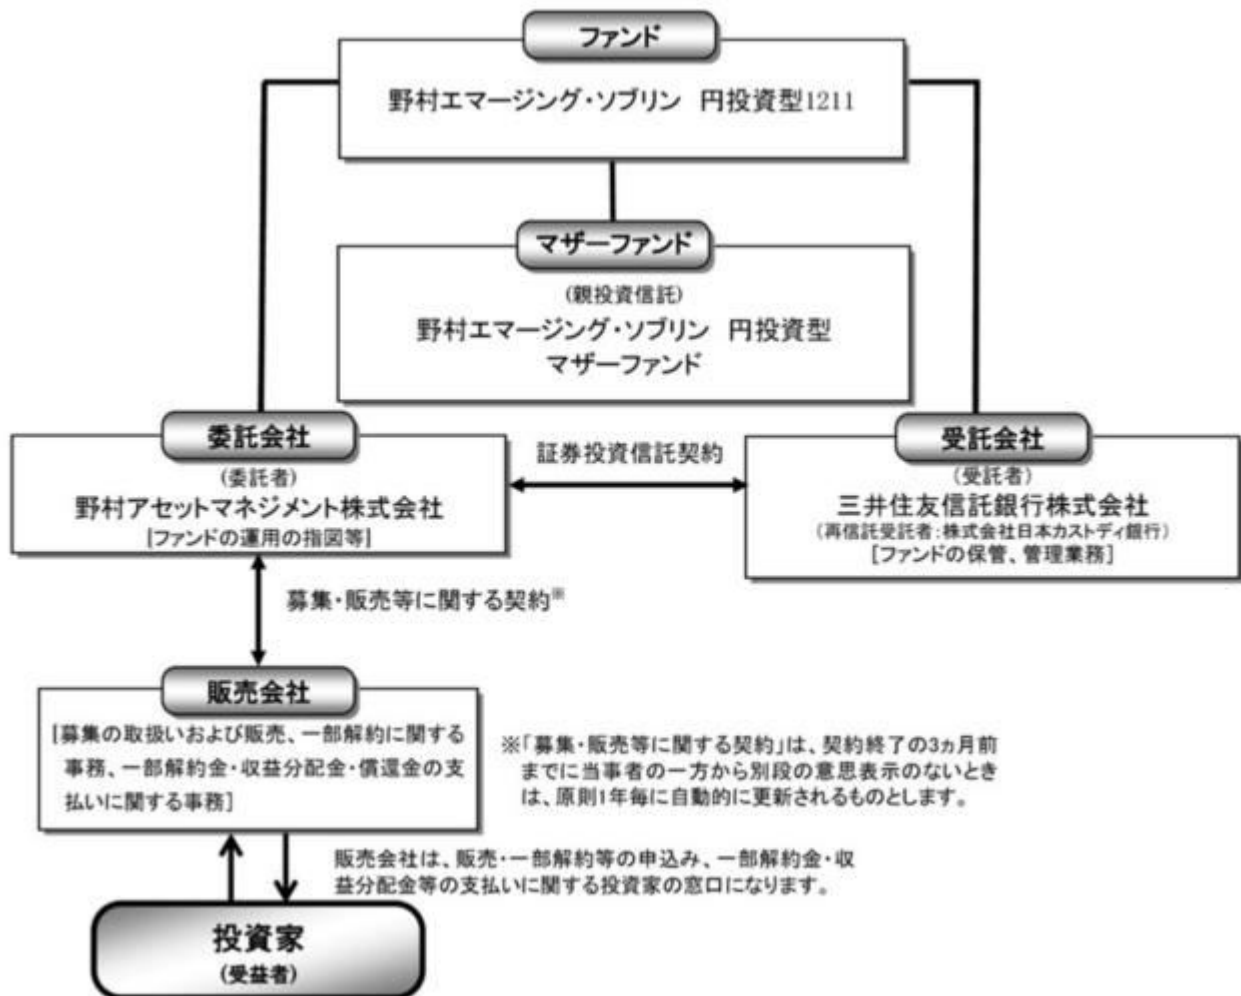 ファンド
野村エマージング・ソブリン　円投資型1211
マザーファンド
(親投資信託)
野村エマージング・ソブリン　円投資型
マザーファンド
委託会社
(委託者)
野村アセットマネジメント株式会社
[ファンドの運用の指図等]
証券投資信託契約
受託会社
(受託者)
三井住友信託銀行株式会社
(再信託受託者:株式会社日本カストディ銀行)
[ファンドの保管、管理業務]
募集・販売等に関する契約※
販売会社
[募集の取扱いおよび販売、一部解約に関する
事務、一部解約金・収益分配金・償還金の支
払いに関する事務]
※「募集・販売等に関する契約」は、契約終了の3ヵ月前
までに当事者の一方から別段の意思表示のないとき
は、原則1年毎に自動的に更新されるものとします。
販売会社は、販売・一部解約等の申込み、一部解約金・収
益分配金等の支払いに関する投資家の窓口になります。
投資家
(受益者)